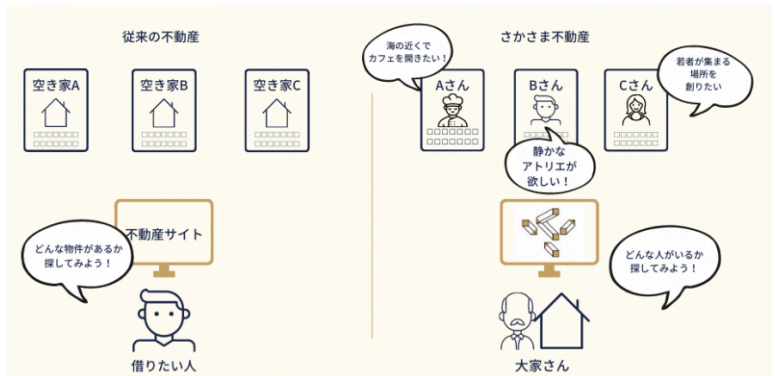 従来の不動産
空き家A
空き家B
空き家C
不動産サイト
どんな物件があるか
探してみよう！
借りたい人
さかさま不動産
海の近くで
カフェを開きたい！
Aさん
Bさん
Cさん
若者が集まる
場所を
創りたい
静かな
アトリエが
欲しい！
どんな人がいるか
探してみよう！
大家さん